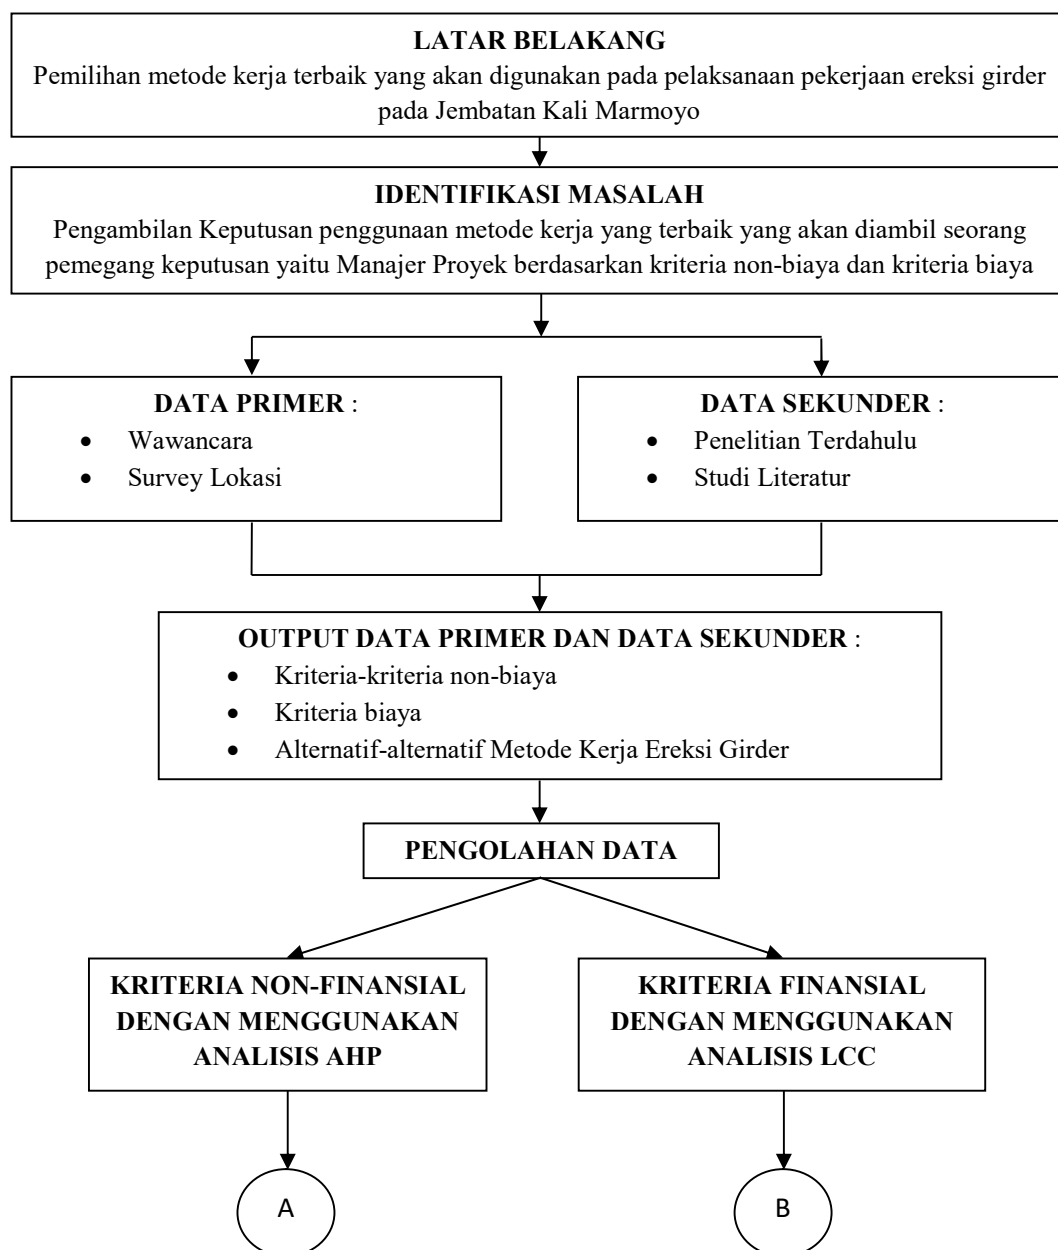 LATAR BELAKANG
Pemilihan metode kerja terbaik yang akan digunakan pada pelaksanaan pekerjaan ereksi girder
pada Jembatan Kali Marmoyo
IDENTIFIKASI MASALAH
Pengambilan Keputusan penggunaan metode kerja yang terbaik yang akan diambil seorang
pemegang keputusan yaitu Manajer Proyek berdasarkan kriteria non-biaya dan kriteria biaya
DATA PRIMER :
• Wawancara
• Survey Lokasi
DATA SEKUNDER :
• Penelitian Terdahulu
• Studi Literatur
OUTPUT DATA PRIMER DAN DATA SEKUNDER :
• Kriteria-kriteria non-biaya
• Kriteria biaya
• Alternatif-alternatif Metode Kerja Ereksi Girder
PENGOLAHAN DATA
KRITERIA NON-FINANSIAL
DENGAN MENGGUNAKAN
ANALISIS AHP
KRITERIA FINANSIAL
DENGAN MENGGUNAKAN
ANALISIS LCC
A
B